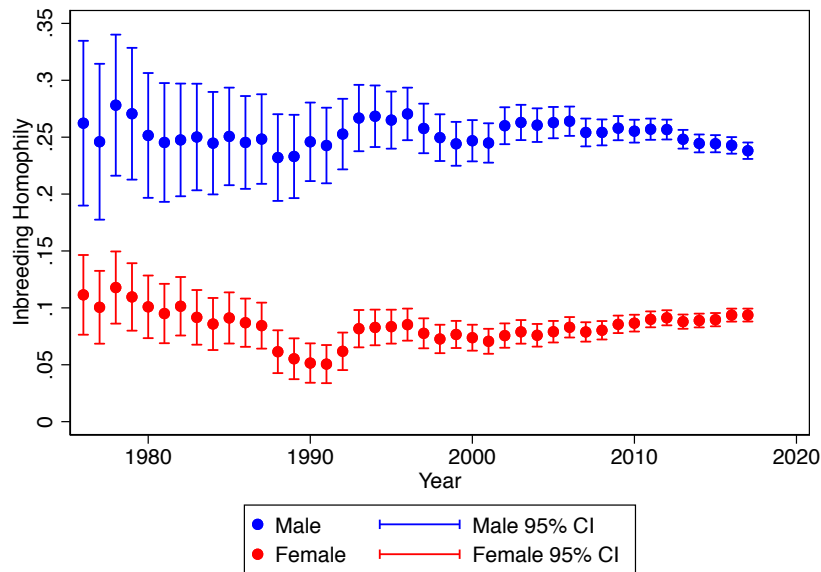 .35
.3
.25
.2
.15
.1
.05
0
Inbreeding Homophily
1980 1990 2000 2010 2020
Year
Male Male 95% CI
Female Female 95% CI